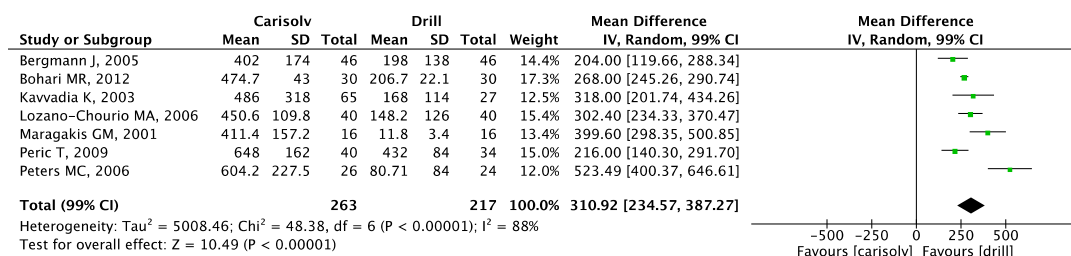 Carisolv Drill Mean Difference Mean Difference
Study or Subgroup Mean SD Total Mean SD Total Weight IV, Random, 99% CI IV, Random, 99% CI
Bergmann J, 2005 402 174 46 198 138 46 14.4% 204.00 [119.66, 288.34]
Bohari MR, 2012 474.7 43 30 206.7 22.1 30 17.3% 268.00 [245.26, 290.74]
Kavvadia K, 2003 486 318 65 168 114 27 12.5% 318.00 [201.74, 434.26]
Lozano-Chourio MA, 2006 450.6 109.8 40 148.2 126 40 15.4% 302.40 [234.33, 370.47]
Maragakis GM, 2001 411.4 157.2 16 11.8 3.4 16 13.4% 399.60 [298.35, 500.85]
Peric T, 2009 648 162 40 432 84 34 15.0% 216.00 [140.30, 291.70]
Peters MC, 2006 604.2 227.5 26 80.71 84 24 12.0% 523.49 [400.37, 646.61]
Total (99% CI) 263 217 100.0% 310.92 [234.57, 387.27]
Heterogeneity: Tau² = 5008.46; Chi² = 48.38, df = 6 (P < 0.00001); I² = 88%
Test for overall effect: Z = 10.49 (P < 0.00001)
-500 -250 0 250 500
Favours [carisolv] Favours [drill]